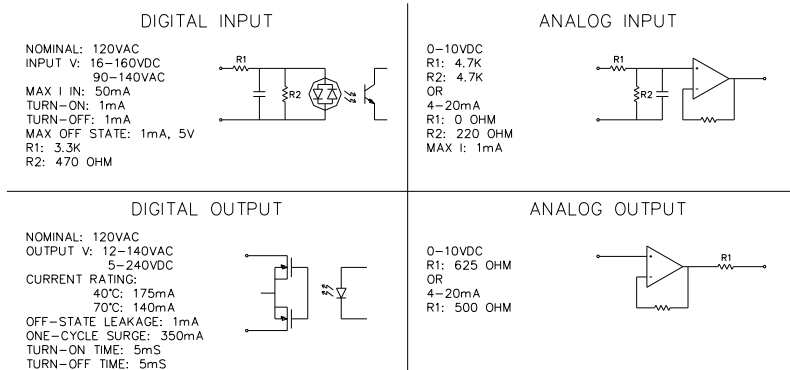 DIGITAL INPUT
NOMINAL: 120VAC
INPUT V: 16-160VDC
90-140VAC
MAX I IN: 50mA
TURN-ON: 1mA
TURN-OFF: 1mA
MAX OFF STATE: 1mA, 5V
R1: 3.3K
R2: 470 OHM
R1
R2
ANALOG INPUT
0-10VDC
R1: 4.7K
R2: 4.7K
OR
4-20mA
R1: 0 OHM
R2: 220 OHM
MAX I: 1mA
R1
R2
+
-
DIGITAL OUTPUT
NOMINAL: 120VAC
OUTPUT V: 12-140VAC
5-240VDC
CURRENT RATING:
40°C: 175mA
70°C: 140mA
OFF-STATE LEAKAGE: 1mA
ONE-CYCLE SURGE: 350mA
TURN-ON TIME: 5mS
TURN-OFF TIME: 5mS
ANALOG OUTPUT
0-10VDC
R1: 625 OHM
OR
4-20mA
R1: 500 OHM
+
-
R1